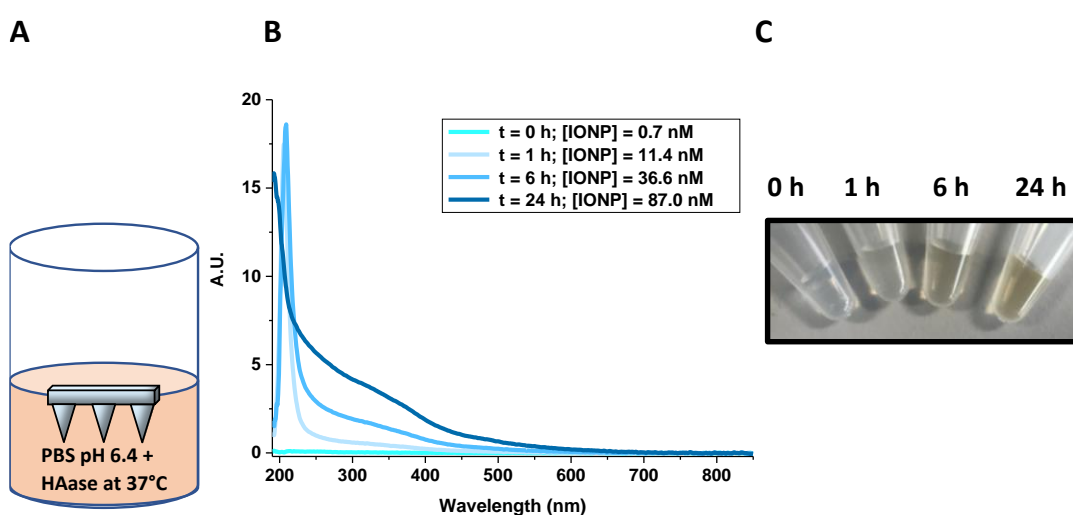 A
B
C
20
15
10
5
0
A.U.
t = 0 h; [IONP] = 0.7 nM
t = 1 h; [IONP] = 11.4 nM
t = 6 h; [IONP] = 36.6 nM
t = 24 h; [IONP] = 87.0 nM
200 300 400 500 600 700 800
Wavelength (nm)
PBS pH 6.4 +
HAase at 37°C
0 h 1 h 6 h 24 h